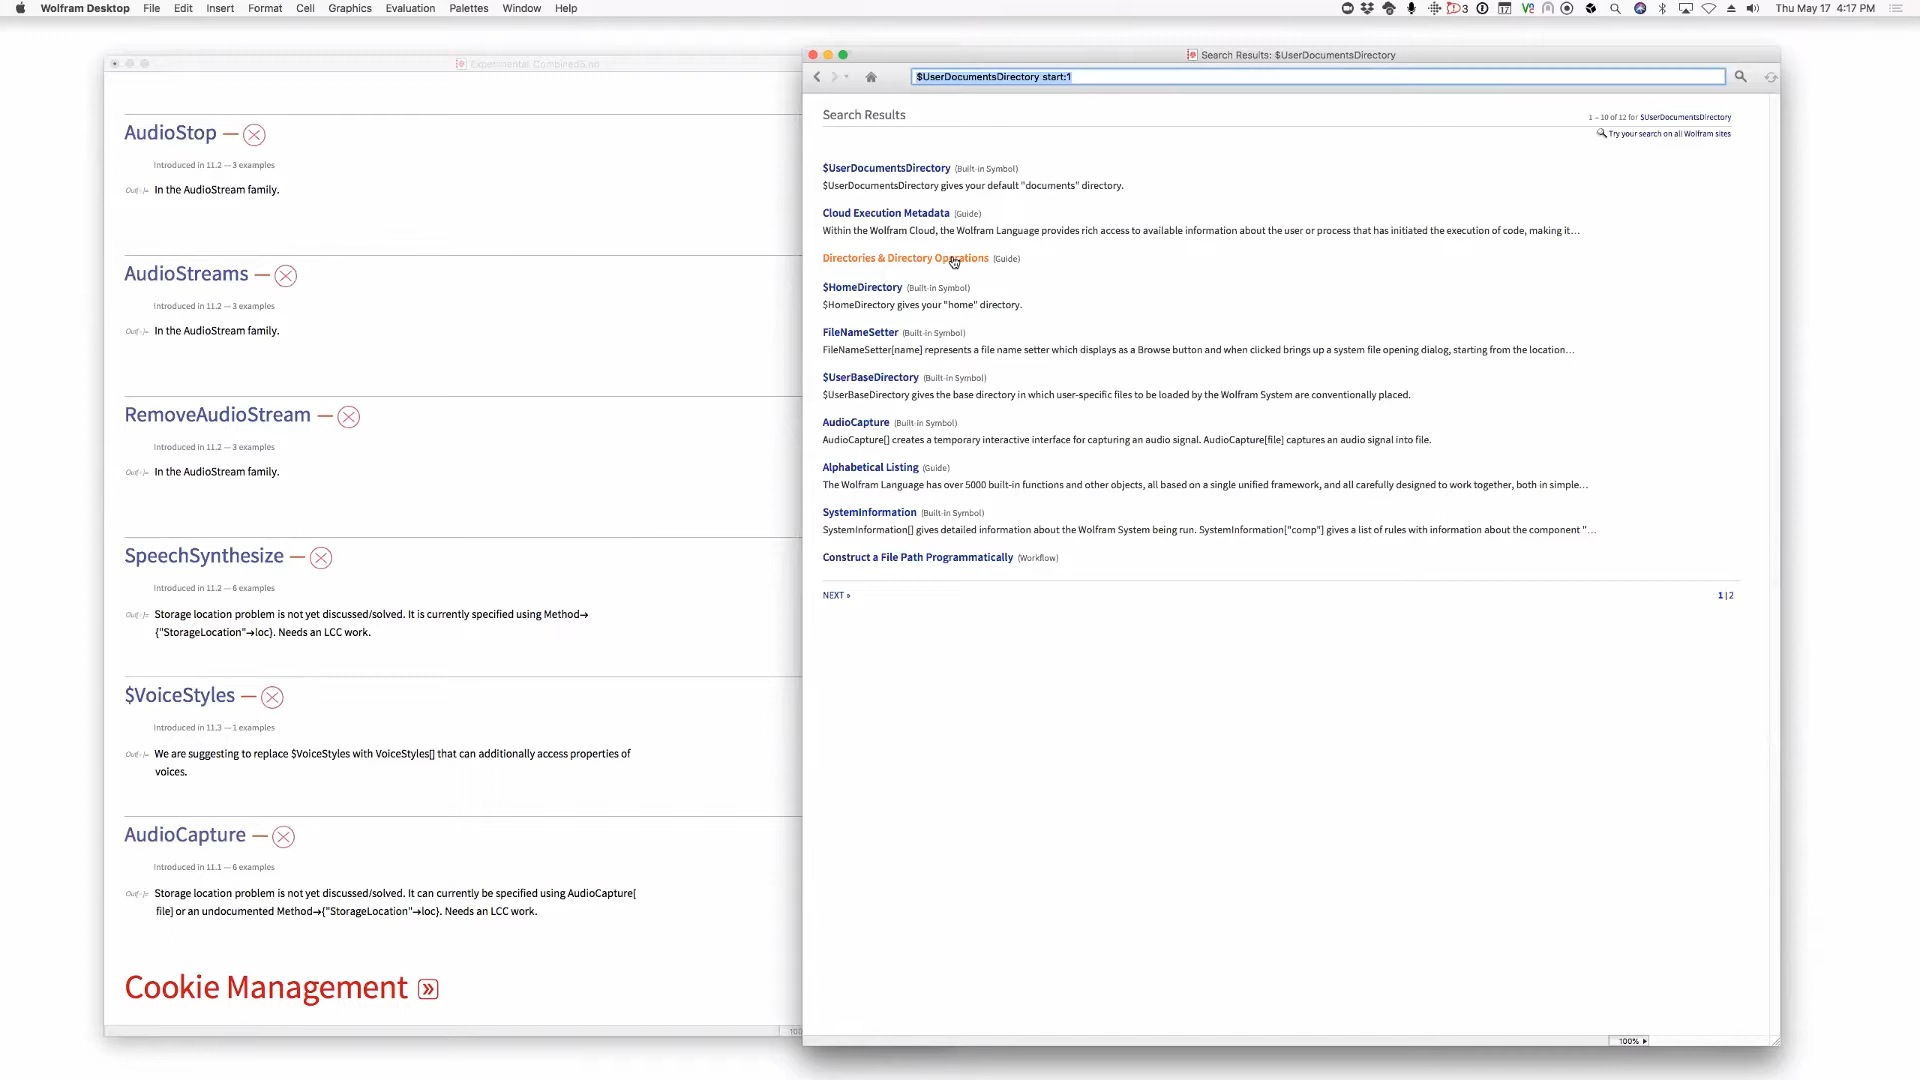 Wolfram Desktop File Edit Insert Format Cell Graphics Evaluation Palettes Window Help
3 Thu May 17 4:17 PM
Experimental Combined
AudioStop —
Introduced in 11.2 — 3 examples
In the AudioStream family.
AudioStreams —
Introduced in 11.2 — 3 examples
In the AudioStream family.
RemoveAudioStream —
Introduced in 11.2 — 3 examples
In the AudioStream family.
SpeechSynthesize —
Introduced in 11.2 — 6 examples
Storage location problem is not yet discussed/solved. It is currently specified using Method→
{"StorageLocation"→loc}. Needs an LCC work.
$VoiceStyles —
Introduced in 11.3 — 1 examples
We are suggesting to replace $VoiceStyles with VoiceStyles[] that can additionally access properties of
voices.
AudioCapture —
Introduced in 11.1 — 6 examples
Storage location problem is not yet discussed/solved. It can currently be specified using AudioCapture[
file] or an undocumented Method→{"StorageLocation"→loc}. Needs an LCC work.
Cookie Management »
Search Results: $UserDocumentsDirectory
$UserDocumentsDirectory start:1
Search Results
1 – 10 of 12 for $UserDocumentsDirectory
Try your search on all Wolfram sites
$UserDocumentsDirectory (Built-in Symbol)
$UserDocumentsDirectory gives your default "documents" directory.
Cloud Execution Metadata (Guide)
Within the Wolfram Cloud, the Wolfram Language provides rich access to available information about the user or process that has initiated the execution of code, making it…
Directories & Directory Operations (Guide)
$HomeDirectory (Built-in Symbol)
$HomeDirectory gives your "home" directory.
FileNameSetter (Built-in Symbol)
FileNameSetter[name] represents a file name setter which displays as a Browse button and when clicked brings up a system file opening dialog, starting from the location…
$UserBaseDirectory (Built-in Symbol)
$UserBaseDirectory gives the base directory in which user-specific files to be loaded by the Wolfram System are conventionally placed.
AudioCapture (Built-in Symbol)
AudioCapture[] creates a temporary interactive interface for capturing an audio signal. AudioCapture[file] captures an audio signal into file.
Alphabetical Listing (Guide)
The Wolfram Language has over 5000 built-in functions and other objects, all based on a single unified framework, and all carefully designed to work together, both in simple…
SystemInformation (Built-in Symbol)
SystemInformation[] gives detailed information about the Wolfram System being run. SystemInformation["comp"] gives a list of rules with information about the component "…
Construct a File Path Programmatically (Workflow)
NEXT » 1 | 2
100%